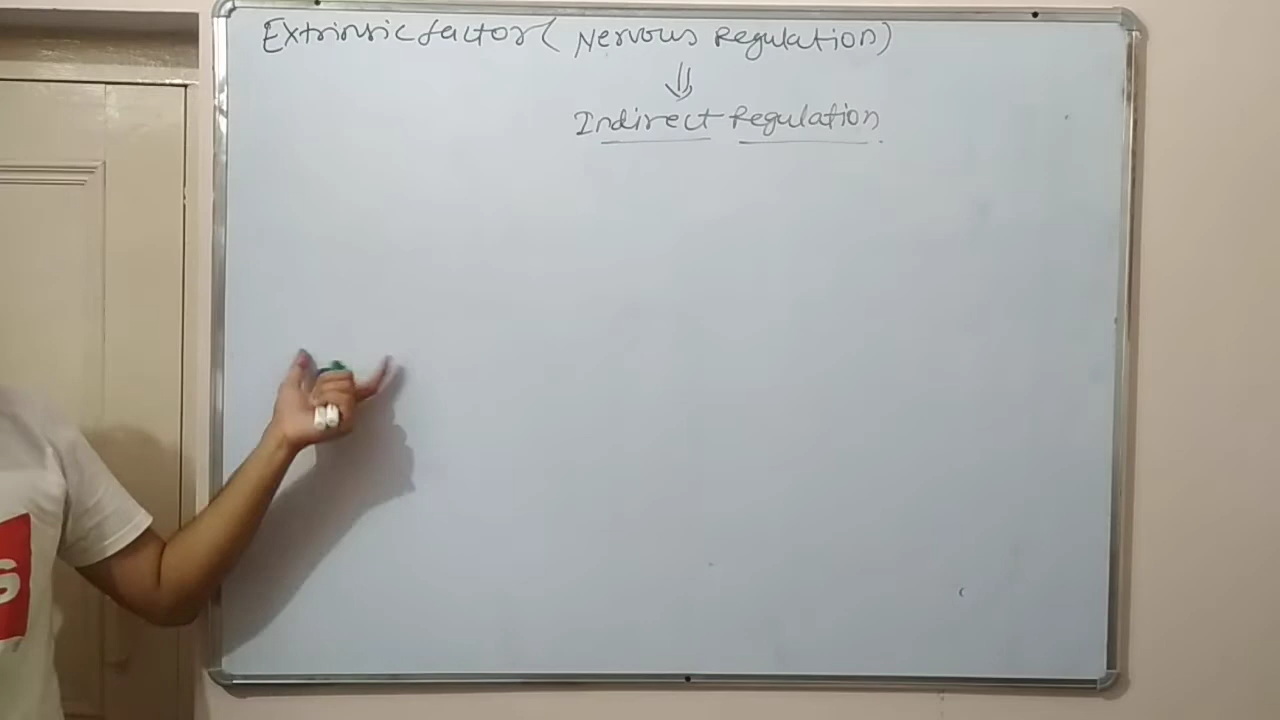 Extrinsic factor ( Nervous Regulation)
⇓
Indirect Regulation
S